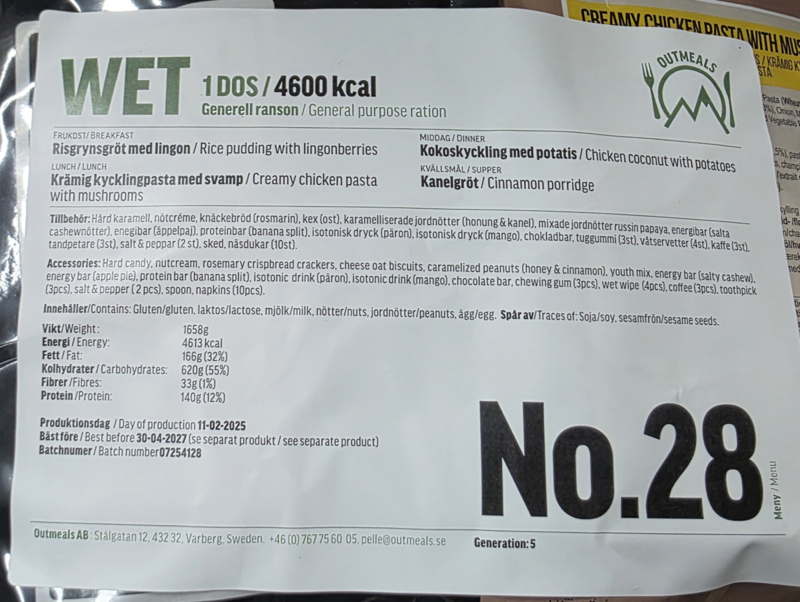 WET
1 DOS / 4600 kcal
Generell ranson / General purpose ration
OUTMEALS
FRUKOST/ BREAKFAST
Risgrynsgröt med lingon / Rice pudding with lingonberries
LUNCH / LUNCH
Krämig kycklingpasta med svamp / Creamy chicken pasta
with mushrooms
MIDDAG / DINNER
Kokoskyckling med potatis / Chicken coconut with potatoes
KVÄLLSMÅL / SUPPER
Kanelgröt / Cinnamon porridge
Tillbehör: Hård karamell, nötcréme, knäckebröd (rosmarin), kex (ost), karamelliserade jordnötter (honung & kanel), mixade jordnötter russin papaya, energibar (salta
cashewnötter), enegibar (äppelpaj), proteinbar (banana split), isotonisk dryck (päron), isotonisk dryck (mango), chokladbar, tuggummi (3st), våtservetter (4st), kaffe (3st),
tandpetare (3st), salt & peppar (2 st), sked, näsdukar (10st).
Accessories: Hard candy, nutcream, rosemary crispbread crackers, cheese oat biscuits, caramelized peanuts (honey & cinnamon), youth mix, energy bar (salty cashew),
energy bar (apple pie), protein bar (banana split), isotonic drink (päron), isotonic drink (mango), chocolate bar, chewing gum (3pcs), wet wipe (4pcs), coffee (3pcs), toothpick
(3pcs), salt & pepper ( 2 pcs), spoon, napkins (10pcs).
Innehåller/Contains: Gluten/gluten, laktos/lactose, mjölk/milk, nötter/nuts, jordnötter/peanuts, ägg/egg. Spår av/Traces of: Soja/soy, sesamfrön/sesame seeds.
Vikt/Weight: 1658g
Energi / Energy: 4613 kcal
Fett / Fat: 166g (32%)
Kolhydrater / Carbohydrates: 620g (55%)
Fibrer / Fibres: 33g (1%)
Protein /Protein: 140g (12%)
Produktionsdag / Day of production 11-02-2025
Bäst före / Best before 30-04-2027 (se separat produkt / see separate product)
Batchnumer / Batch number 07254128
No.28
Meny / Menu
Outmeals AB Stålgatan 12, 432 32, Varberg, Sweden. +46 (0) 767 75 60 05, pelle@outmeals.se
Generation: 5
CREAMY CHICKEN PASTA WITH